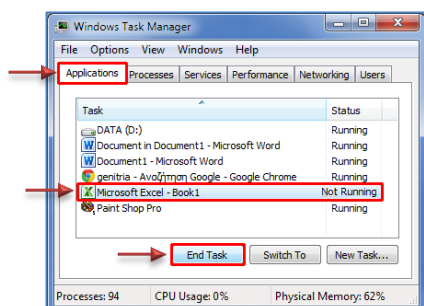 Windows Task Manager
File Options View Windows Help
Applications Processes Services Performance Networking Users
Task Status
DATA (D:) Running
Document in Document1 - Microsoft Word Running
Document1 - Microsoft Word Running
genitria - Αναζήτηση Google - Google Chrome Running
Microsoft Excel - Book1 Not Running
Paint Shop Pro Running
End Task Switch To New Task...
Processes: 94 CPU Usage: 0% Physical Memory: 62%